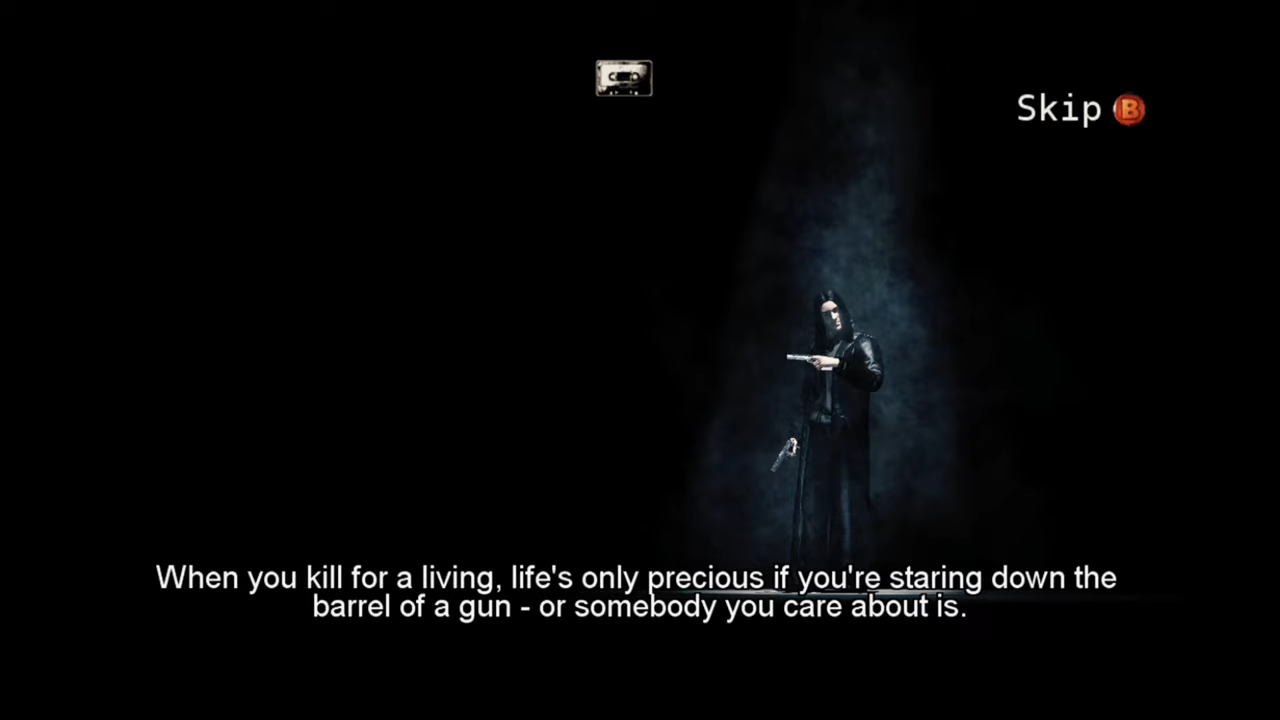 Skip B
When you kill for a living, life's only precious if you're staring down the
barrel of a gun - or somebody you care about is.